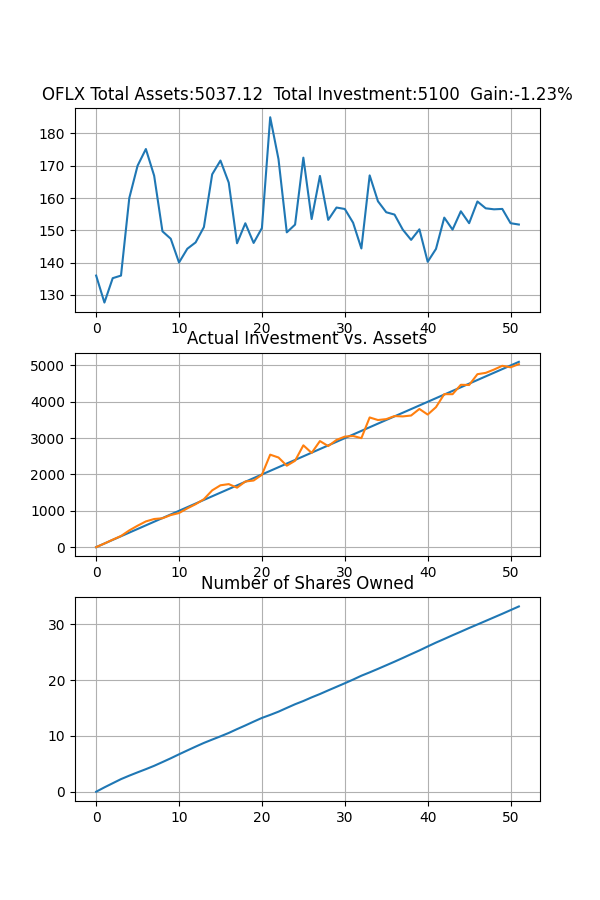 OFLX Total Assets:5037.12  Total Investment:5100  Gain:-1.23%
180
170
160
150
140
130
0 10 20 30 40 50
Actual Investment vs. Assets
5000
4000
3000
2000
1000
0
0 10 20 30 40 50
Number of Shares Owned
30
20
10
0
0 10 20 30 40 50